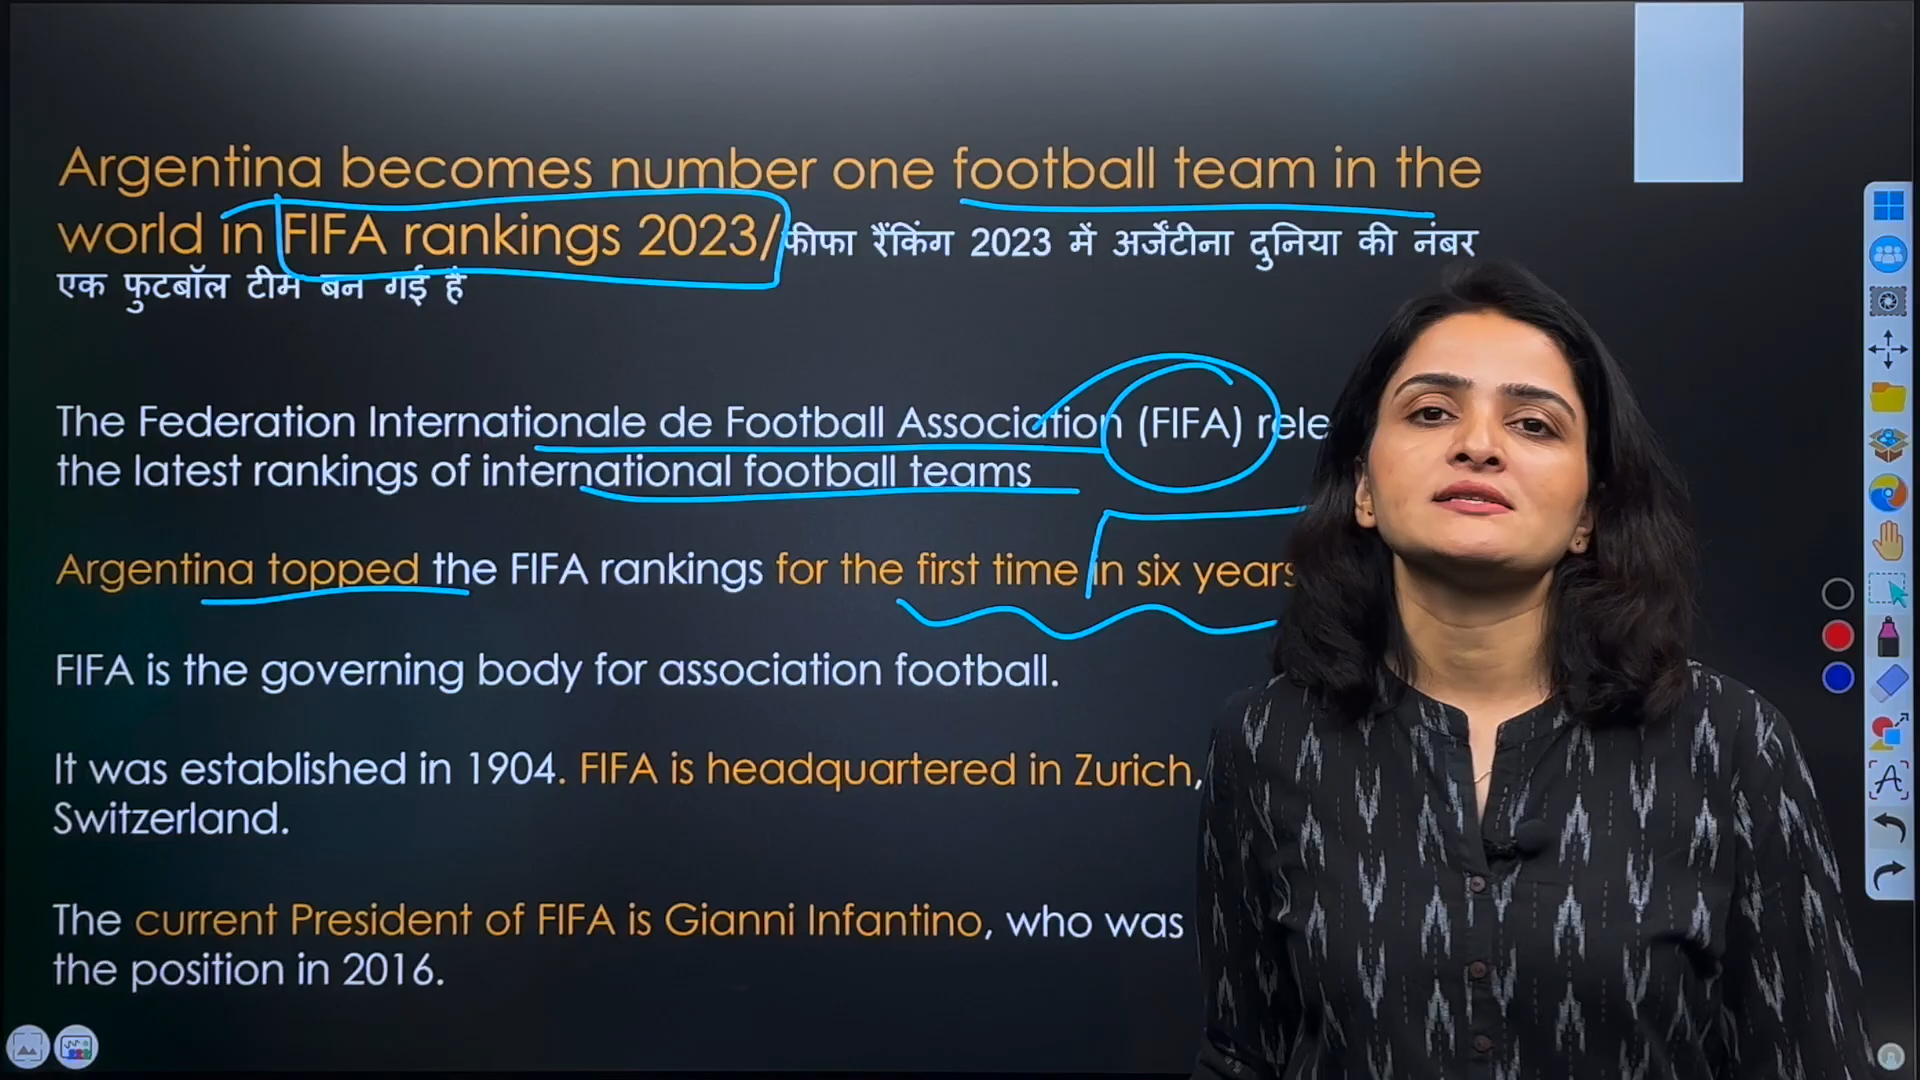 Argentina becomes number one football team in the
world in FIFA rankings 2023/फीफा रैंकिंग 2023 में अर्जेंटीना दुनिया की नंबर
एक फुटबॉल टीम बन गई है
The Federation Internationale de Football Association (FIFA) rele
the latest rankings of international football teams
Argentina topped the FIFA rankings for the first time in six years
FIFA is the governing body for association football.
It was established in 1904. FIFA is headquartered in Zurich,
Switzerland.
The current President of FIFA is Gianni Infantino, who was
the position in 2016.